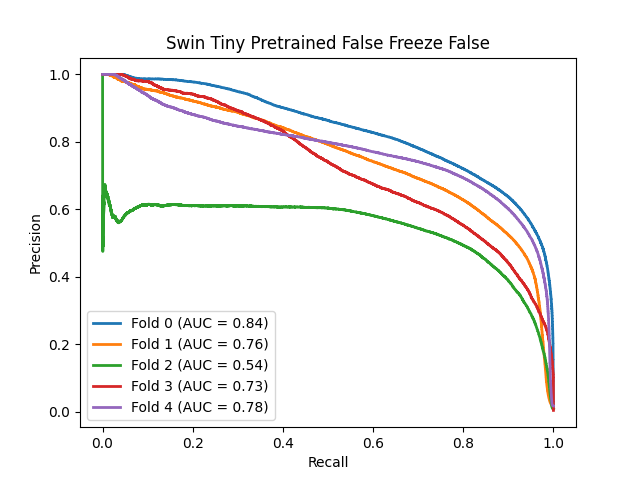 Swin Tiny Pretrained False Freeze False
1.0
0.8
0.6
0.4
0.2
0.0
Precision
Fold 0 (AUC = 0.84)
Fold 1 (AUC = 0.76)
Fold 2 (AUC = 0.54)
Fold 3 (AUC = 0.73)
Fold 4 (AUC = 0.78)
0.0 0.2 0.4 0.6 0.8 1.0
Recall